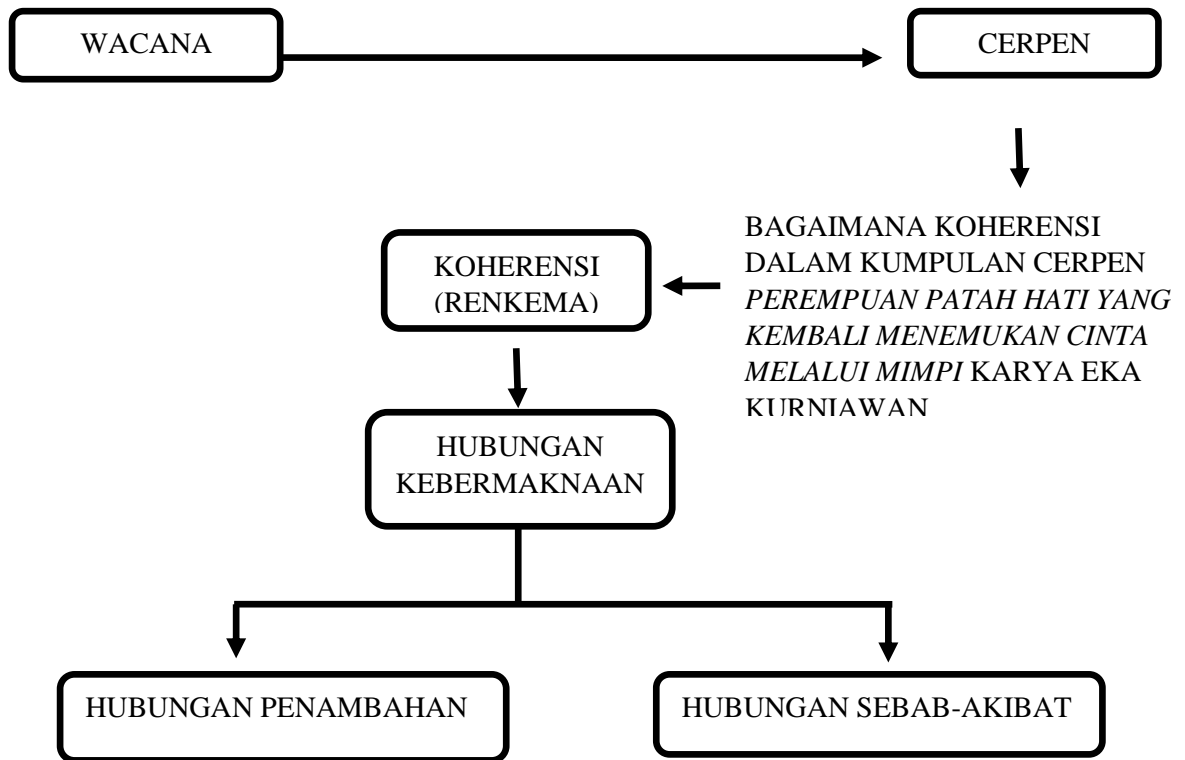 WACANA
CERPEN
BAGAIMANA KOHERENSI
DALAM KUMPULAN CERPEN
PEREMPUAN PATAH HATI YANG
KEMBALI MENEMUKAN CINTA
MELALUI MIMPI KARYA EKA
KURNIAWAN
KOHERENSI
(RENKEMA)
HUBUNGAN
KEBERMAKNAAN
HUBUNGAN PENAMBAHAN
HUBUNGAN SEBAB-AKIBAT